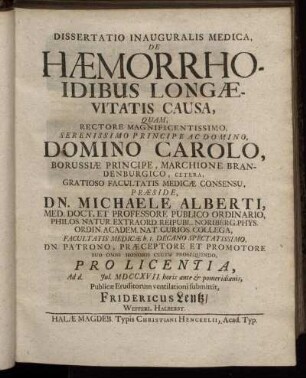 DISSERTATIO INAUGURALIS MEDICA,
DE
HÆMORRHO-
IDIBUS LONGÆ-
VITATIS CAUSA,
QUAM,
RECTORE MAGNIFICENTISSIMO,
SERENISSIMO PRINCIPE AC DOMINO,
DOMINO CAROLO,
BORUSSIÆ PRINCIPE, MARCHIONE BRAN-
DENBURGICO, CETERA.
GRATIOSO FACULTATIS MEDICÆ CONSENSU,
PRÆSIDE,
DN. MICHAELE ALBERTI,
MED. DOCT. ET PROFESSORE PUBLICO ORDINARIO,
PHILOS. NATUR. EXTRAORD. REIPUBL. NORIBERG. PHYS.
ORDIN. ACADEM. NAT. CURIOS. COLLEGA,
FACULTATIS MEDICÆ h. t. DECANO SPECTATISSIMO,
DN. PATRONO, PRÆCEPTORE ET PROMOTORE
SUO OMNI HONORIS CULTU PROSEQUENDO,
PRO LICENTIA,
Ad d. Jul. MDCCXVII. horis ante & pomeridianis,
Publice Eruditorum ventilationi submittit,
Fridericus Lentz/
WEFERL. HALBERST.
HALÆ MAGDEB. Typis CHRISTIANI HENCKELII, Acad. Typ.